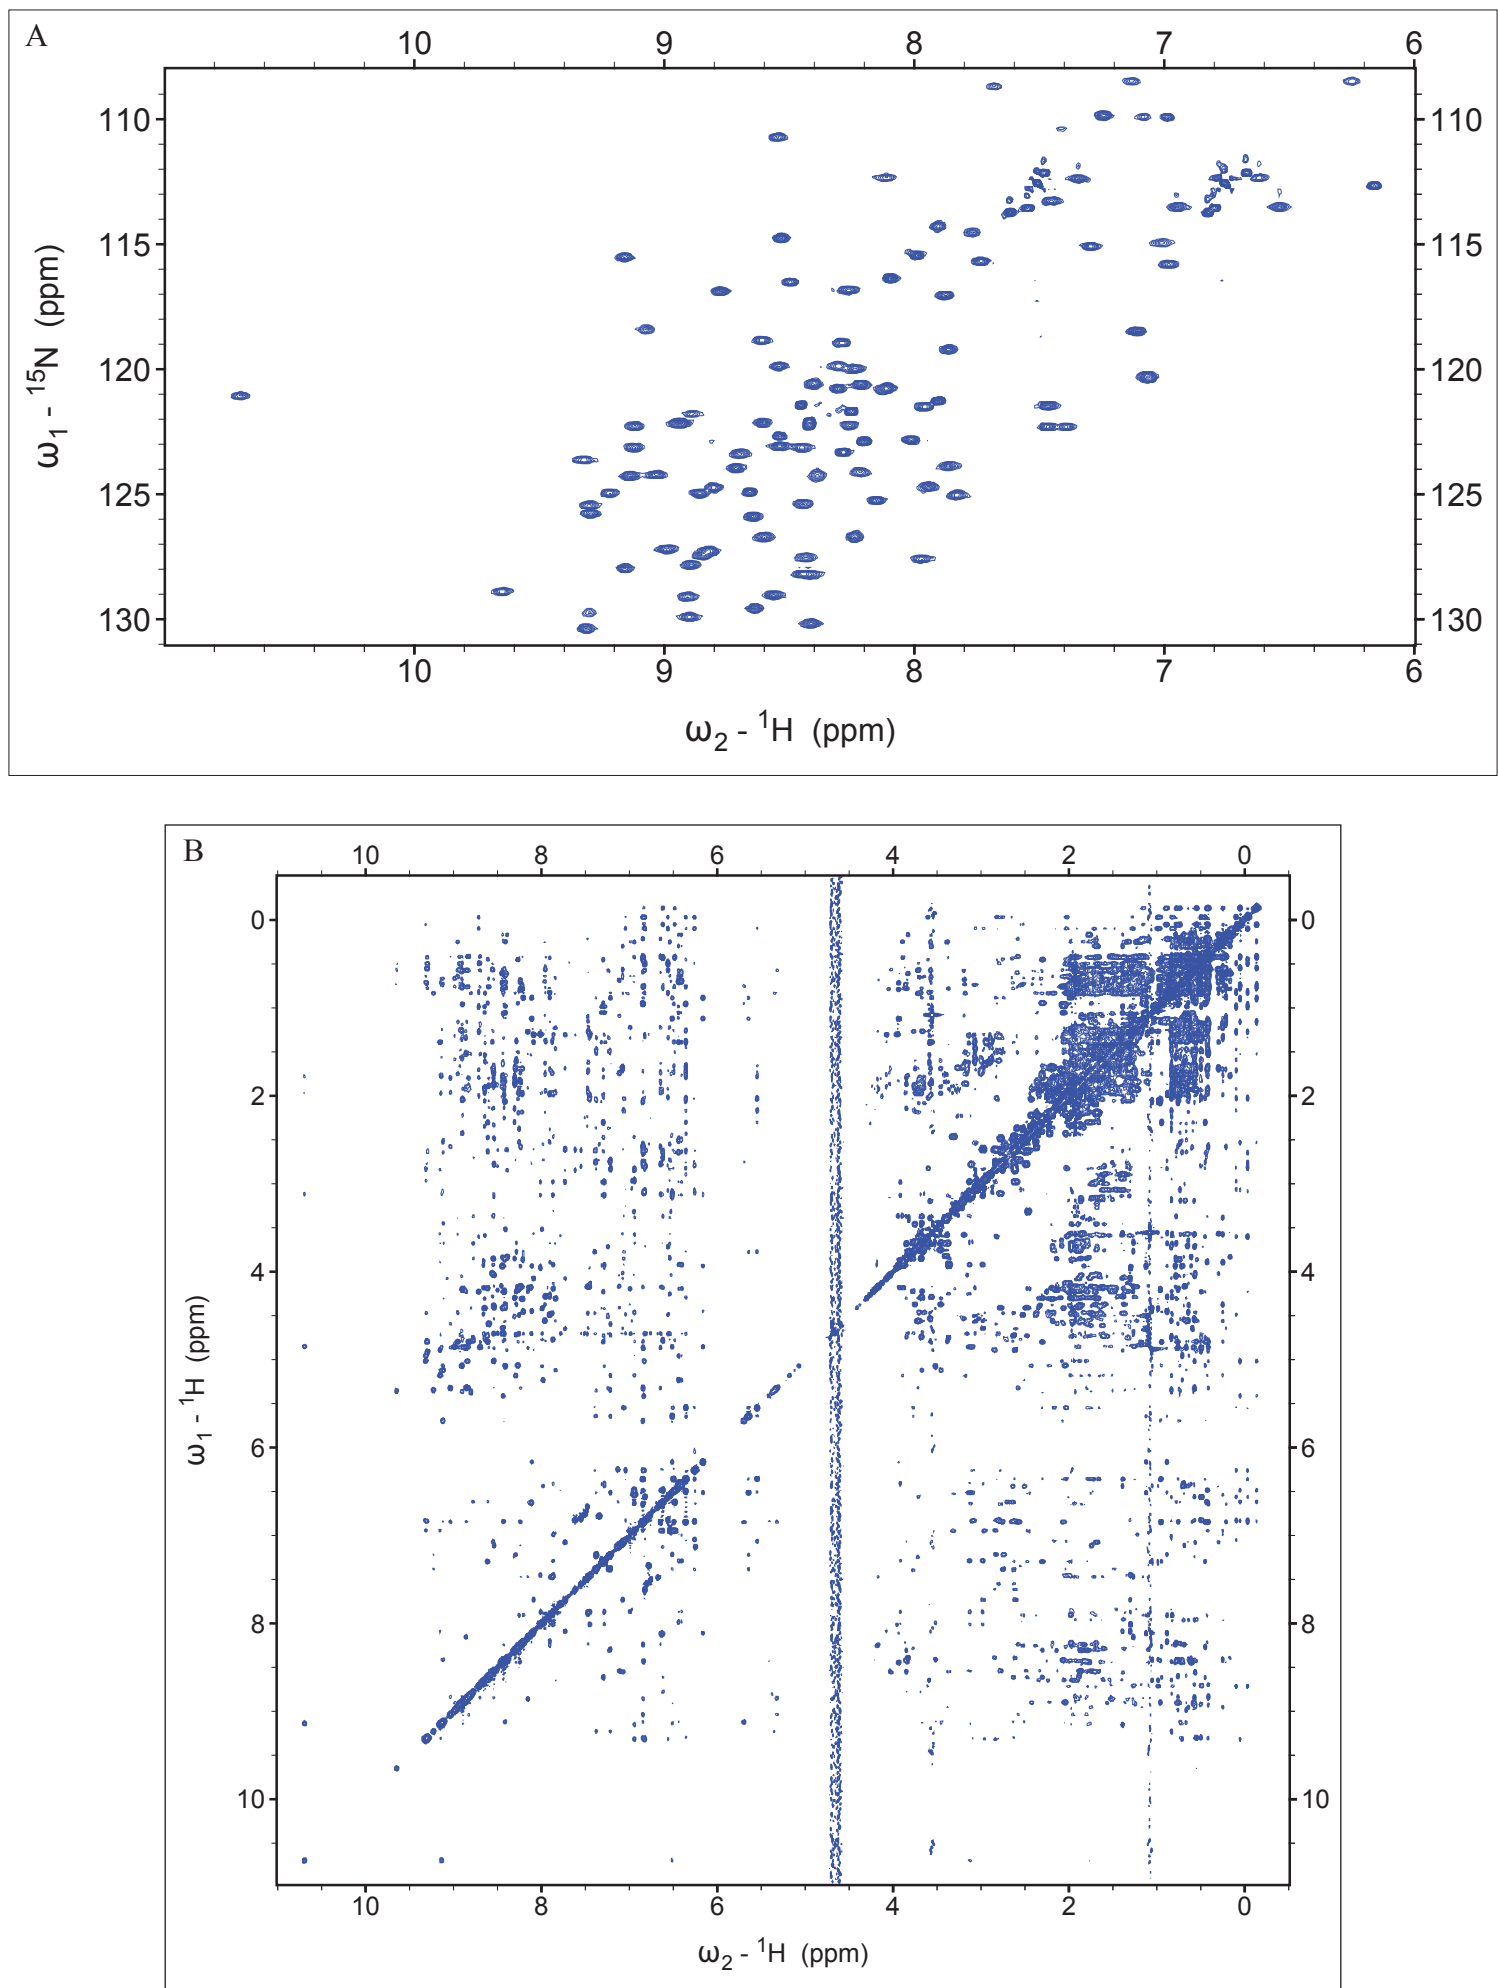 A
10 9 8 7 6
110 110
115 115
120 120
125 125
130 130
ω1 - 15N (ppm)
10 9 8 7 6
ω2 - 1H (ppm)
B
10 8 6 4 2 0
0 0
2 2
4 4
6 6
8 8
10 10
ω1 - 1H (ppm)
10 8 6 4 2 0
ω2 - 1H (ppm)